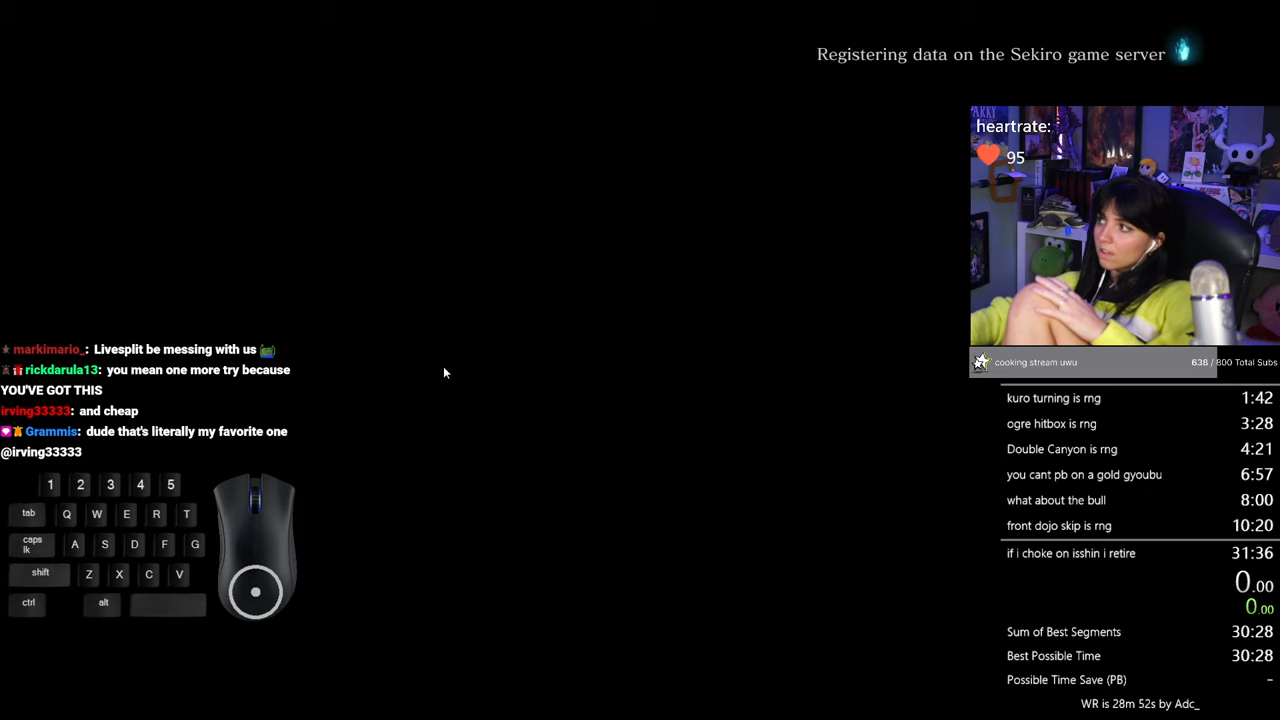 Registering data on the Sekiro game server
heartrate:
95
markimario_: Livesplit be messing with us
rickdarula13: you mean one more try because
YOU'VE GOT THIS
irving33333: and cheap
Grammis: dude that's literally my favorite one
@irving33333
cooking stream uwu 638 / 800 Total Subs
kuro turning is rng 1:42
ogre hitbox is rng 3:28
Double Canyon is rng 4:21
you cant pb on a gold gyoubu 6:57
what about the bull 8:00
front dojo skip is rng 10:20
if i choke on isshin i retire 31:36
0.00
0.00
Sum of Best Segments 30:28
Best Possible Time 30:28
Possible Time Save (PB) -
WR is 28m 52s by Adc_
1 2 3 4 5
tab Q W E R T
caps lk A S D F G
shift Z X C V
ctrl alt